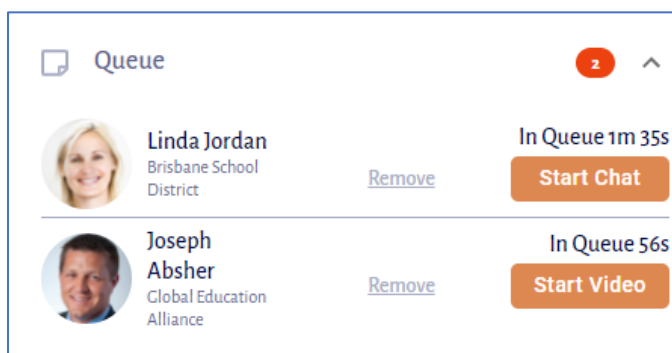 Queue
2
Linda Jordan
Brisbane School
District
Remove
In Queue 1m 35s
Start Chat
Joseph
Absher
Global Education
Alliance
Remove
In Queue 56s
Start Video